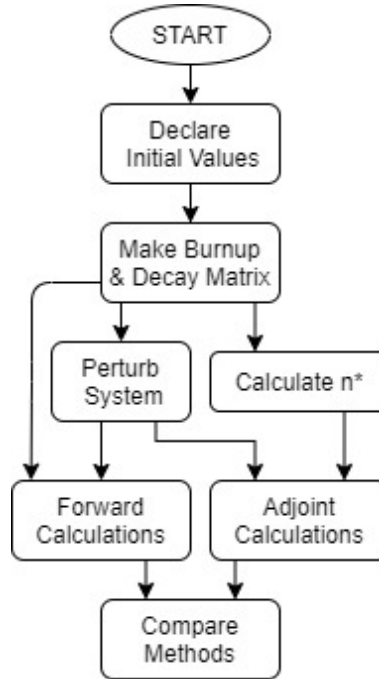 START
Declare
Initial Values
Make Burnup
& Decay Matrix
Perturb
System
Calculate n*
Forward
Calculations
Adjoint
Calculations
Compare
Methods